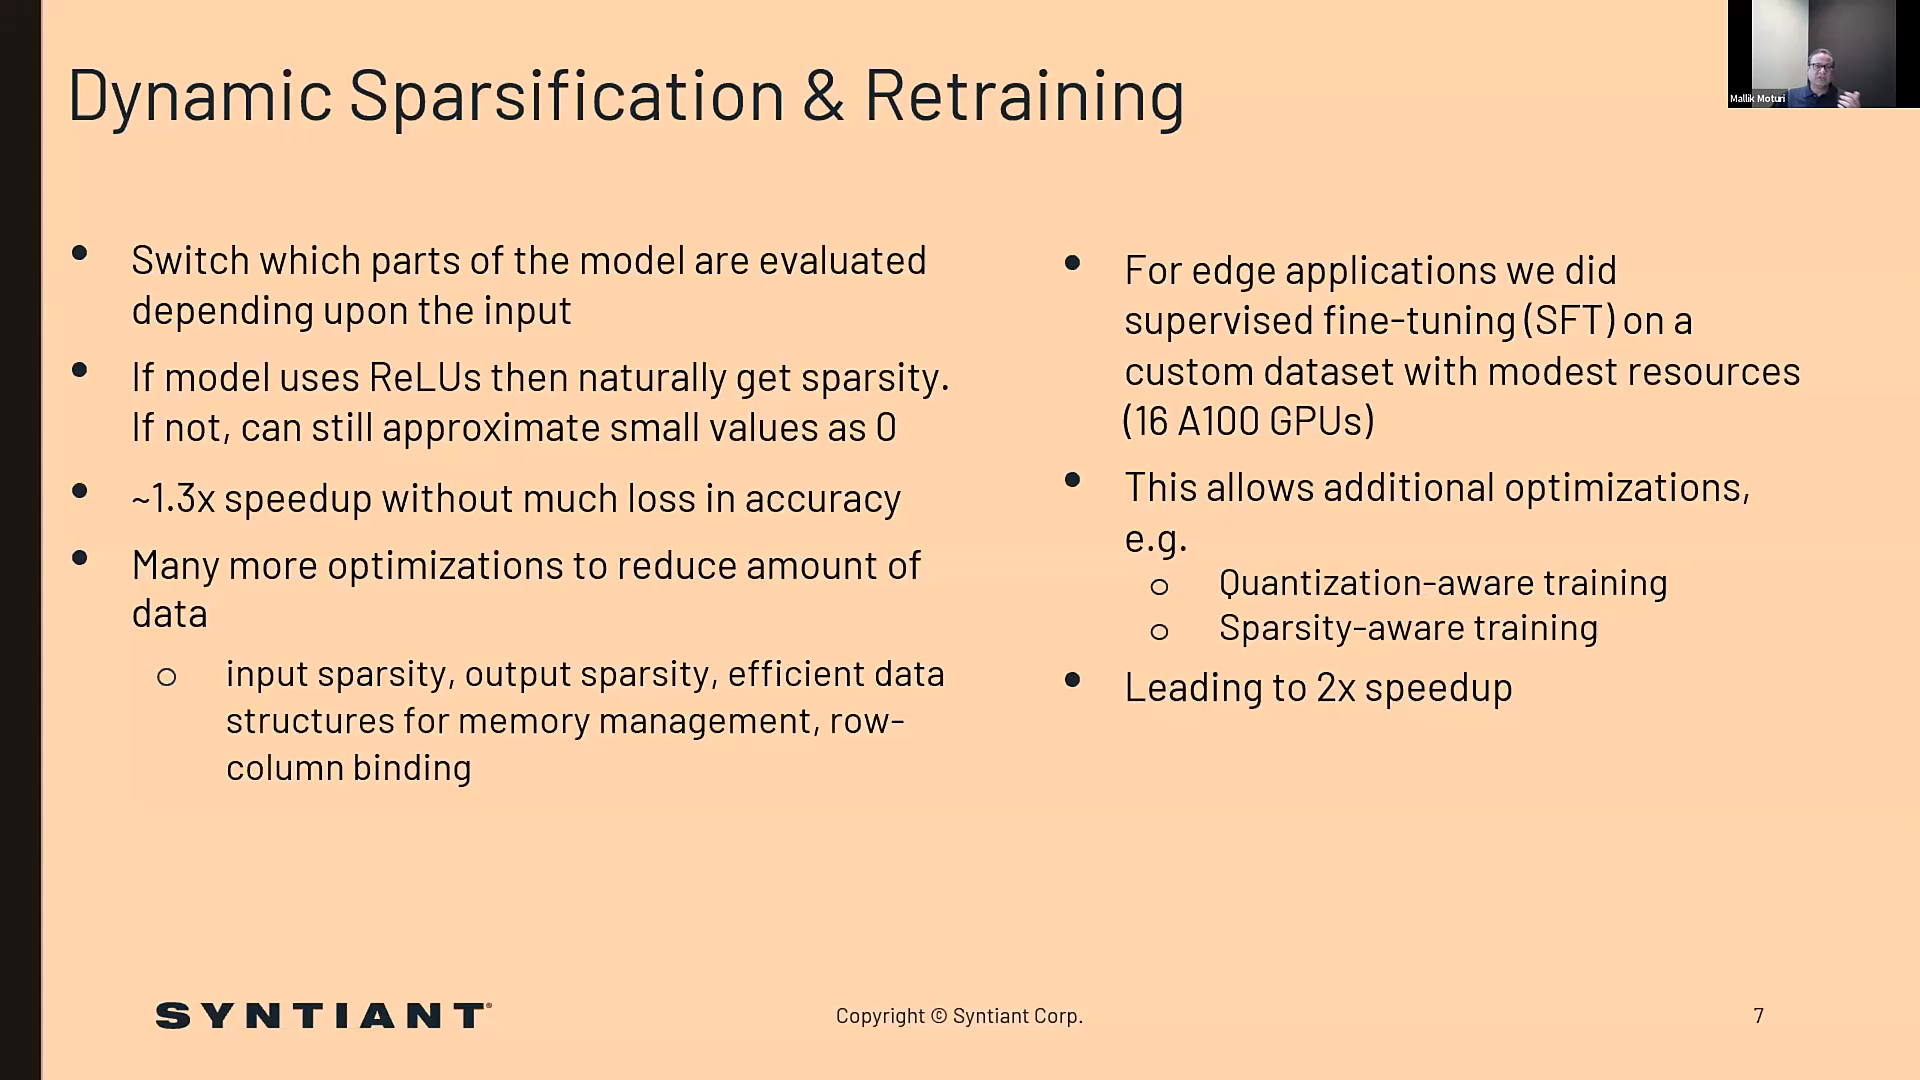 Dynamic Sparsification & Retraining
Mallik Moturi
• Switch which parts of the model are evaluated
depending upon the input
• If model uses ReLUs then naturally get sparsity.
If not, can still approximate small values as 0
• ~1.3x speedup without much loss in accuracy
• Many more optimizations to reduce amount of
data
o input sparsity, output sparsity, efficient data
structures for memory management, row-
column binding
• For edge applications we did
supervised fine-tuning (SFT) on a
custom dataset with modest resources
(16 A100 GPUs)
• This allows additional optimizations,
e.g.
o Quantization-aware training
o Sparsity-aware training
• Leading to 2x speedup
SYNTIANT®
Copyright © Syntiant Corp.
7